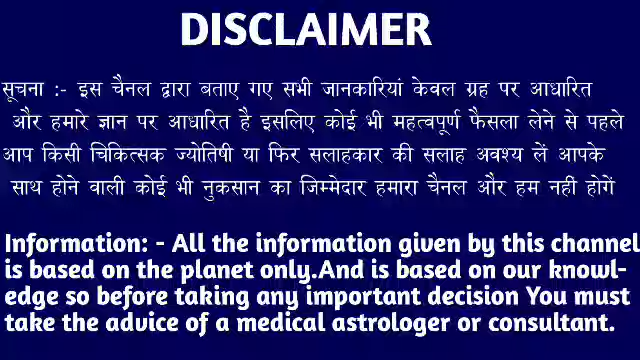 DISCLAIMER
सूचना :- इस चैनल द्वारा बताए गए सभी जानकारियां केवल ग्रह पर आधारित
और हमारे ज्ञान पर आधारित है इसलिए कोई भी महत्वपूर्ण फैसला लेने से पहले
आप किसी चिकित्सक ज्योतिषी या फिर सलाहकार की सलाह अवश्य लें आपके
साथ होने वाली कोई भी नुकसान का जिम्मेदार हमारा चैनल और हम नहीं होगें
Information: - All the information given by this channel
is based on the planet only.And is based on our knowl-
edge so before taking any important decision You must
take the advice of a medical astrologer or consultant.